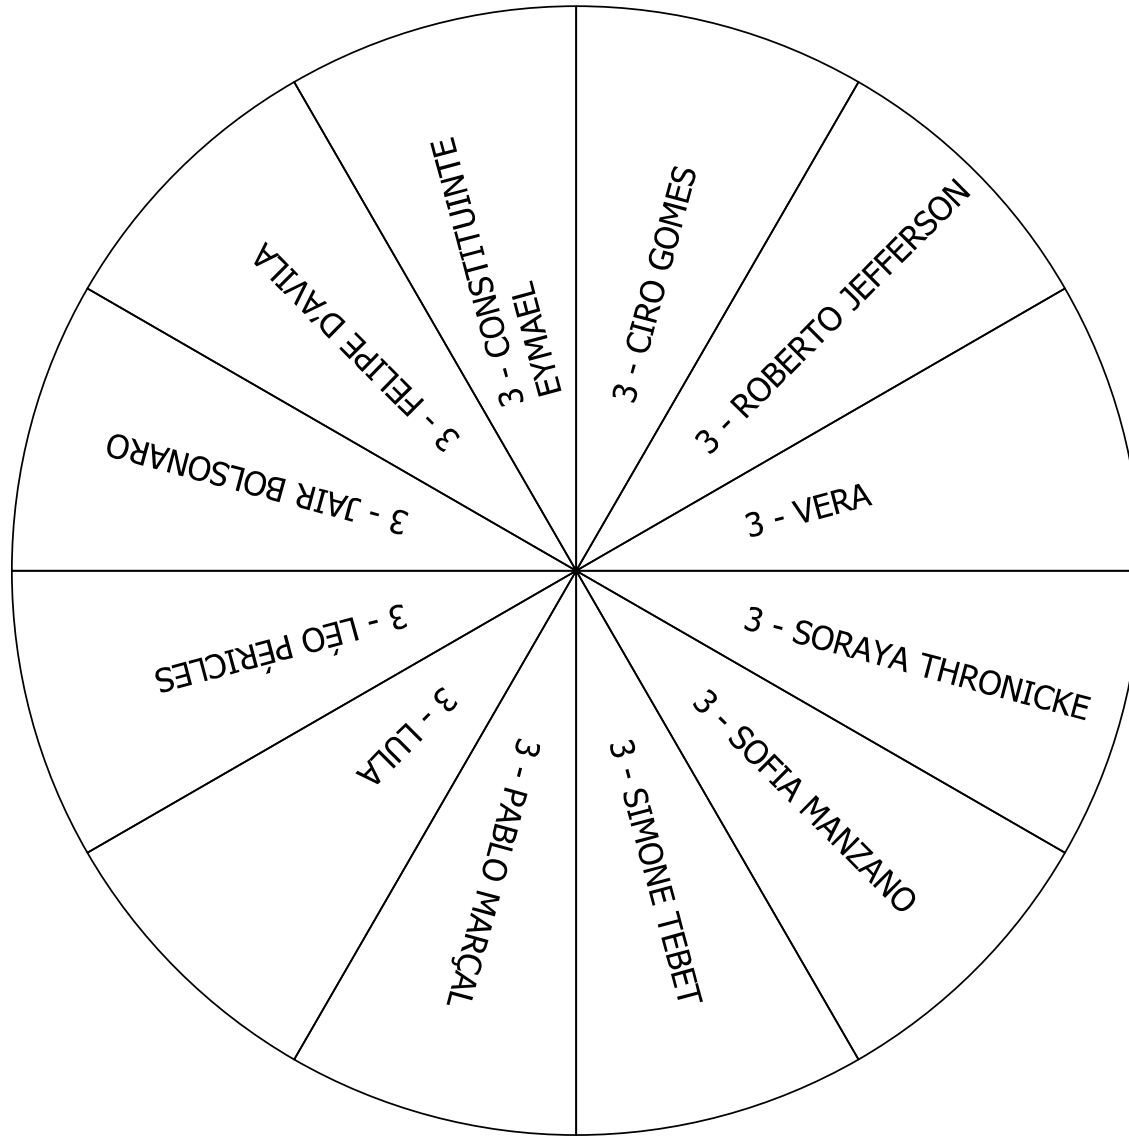 3 - CIRO GOMES
3 - ROBERTO JEFFERSON
3 - VERA
3 - SORAYA THRONICKE
3 - SOFIA MANZANO
3 - SIMONE TEBET
3 - PABLO MARÇAL
3 - LULA
3 - LÉO PÉRICLES
3 - JAIR BOLSONARO
3 - FELIPE D'AVILA
3 - CONSTITUINTE
EYMAEL